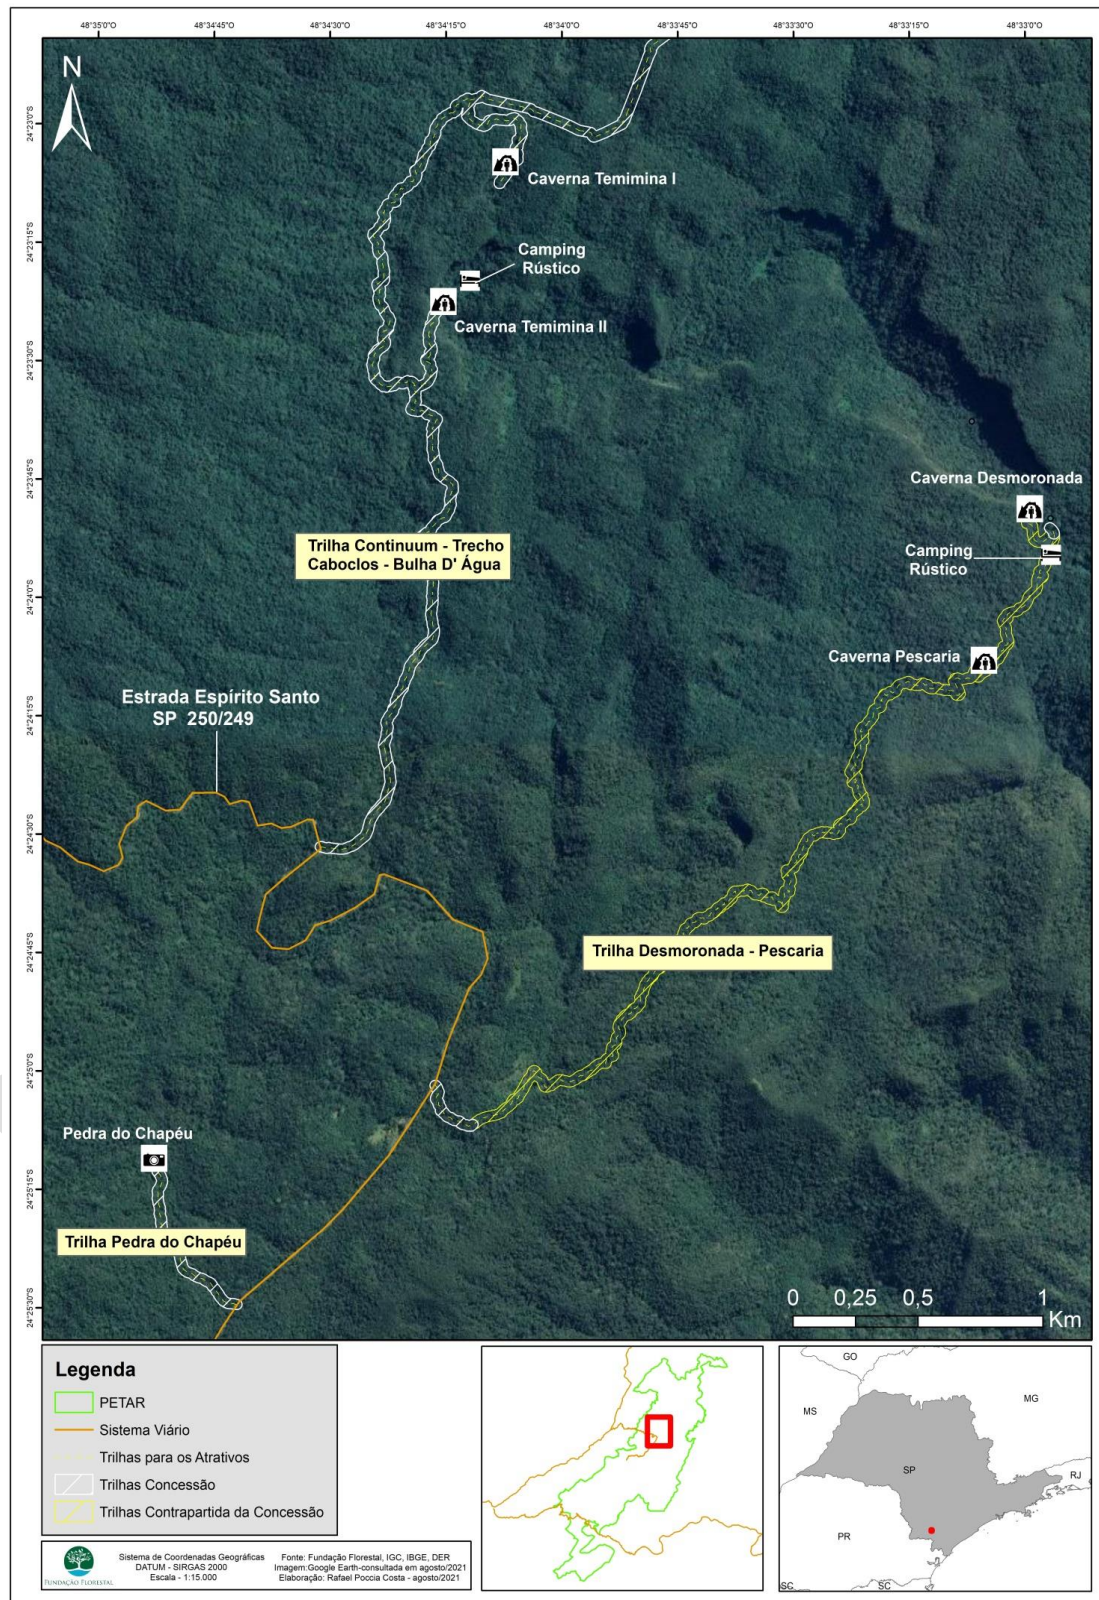 48°35'0"O
48°34'45"O
48°34'30"O
48°34'15"O
48°34'0"O
48°33'45"O
48°33'30"O
48°33'15"O
48°33'0"O
N
24°23'0"S
24°23'15"S
24°23'30"S
24°23'45"S
24°24'0"S
24°24'15"S
24°24'30"S
24°24'45"S
24°25'0"S
24°25'15"S
24°25'30"S
Caverna Temimina I
Camping
Rústico
Caverna Temimina II
Caverna Desmoronada
Trilha Continuum - Trecho
Caboclos - Bulha D' Água
Camping
Rústico
Caverna Pescaria
Estrada Espírito Santo
SP 250/249
Trilha Desmoronada - Pescaria
Pedra do Chapéu
Trilha Pedra do Chapéu
0 0,25 0,5 1
Km
Legenda
PETAR
Sistema Viário
Trilhas para os Atrativos
Trilhas Concessão
Trilhas Contrapartida da Concessão
FUNDAÇÃO FLORESTAL
Sistema de Coordenadas Geográficas
DATUM - SIRGAS 2000
Escala - 1:15.000
Fonte: Fundação Florestal, IGC, IBGE, DER
Imagem:Google Earth-consultada em agosto/2021
Elaboração: Rafael Poccia Costa - agosto/2021
GO
MS
MG
SP
RJ
PR
SC
SC